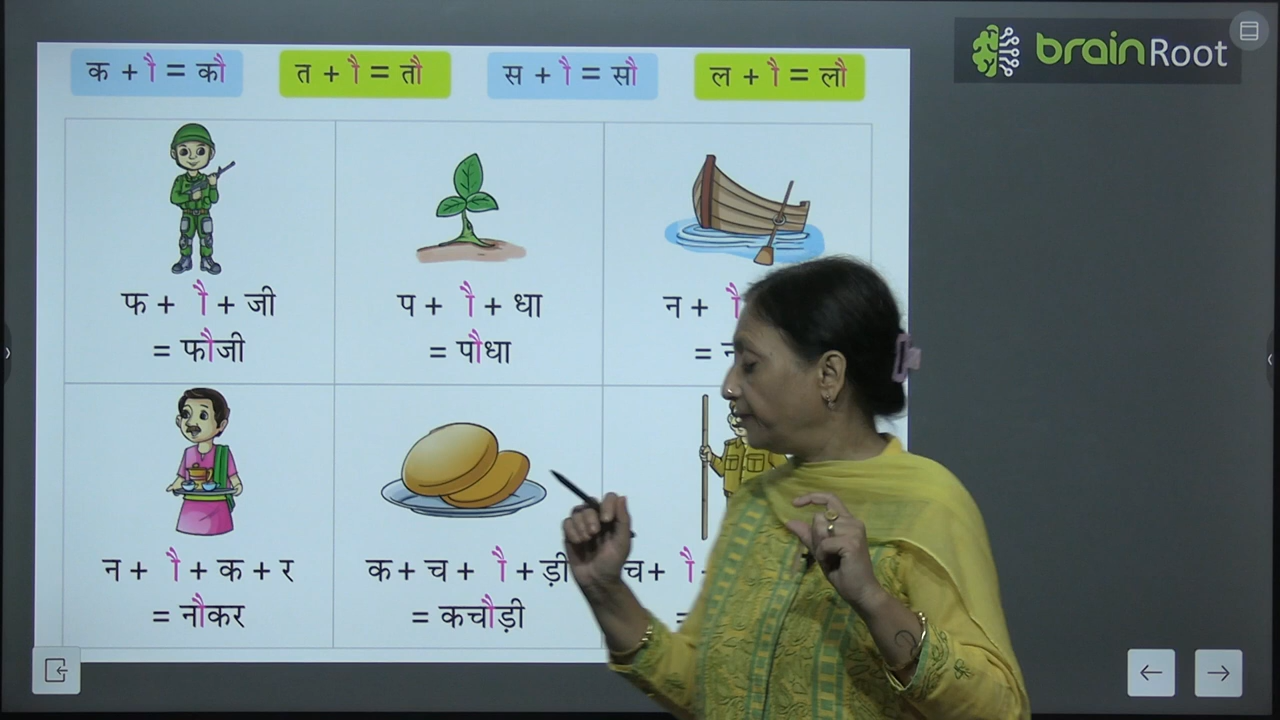 brainRoot
क + ौ = कौ
त + ौ = तौ
स + ौ = सौ
ल + ौ = लौ
फ + ौ + जी
= फौजी
प + ौ + धा
= पौधा
न + ौ
=
न + ौ + क + र
= नौकर
क + च + ौ + ड़ी
= कचौड़ी
च + ौ
=